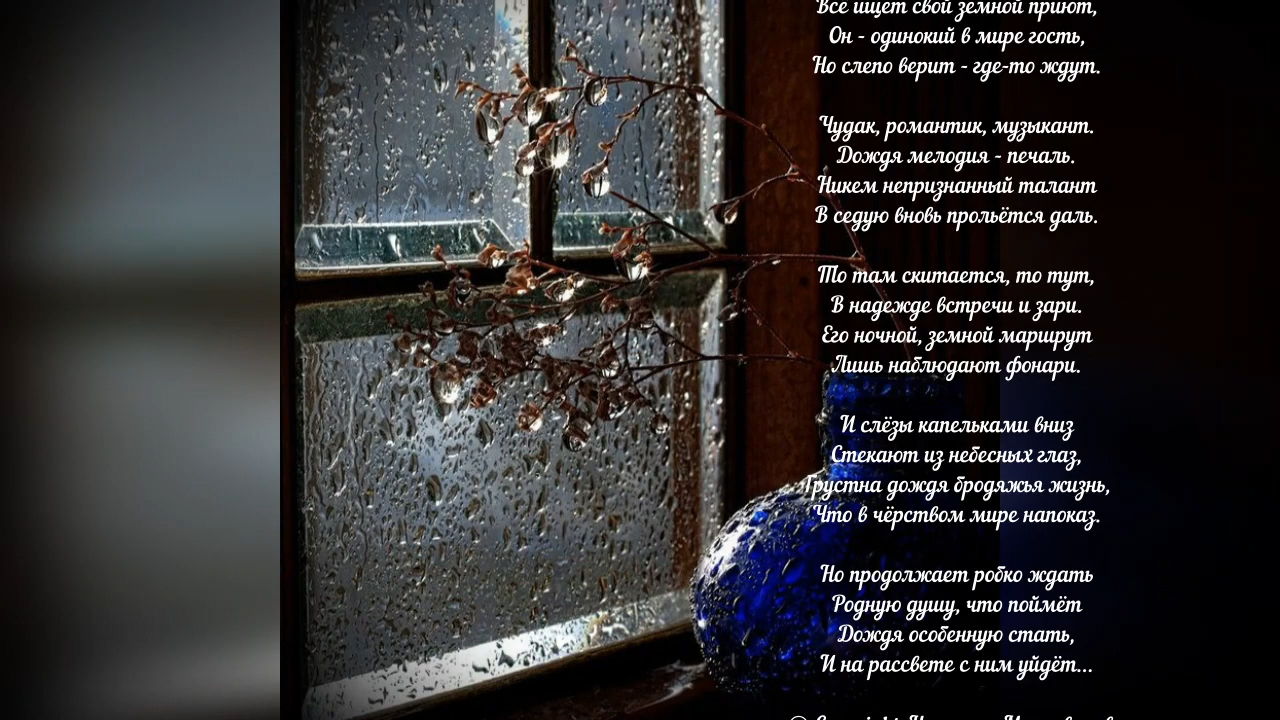 Все ищет свой земной приют,
Он - одинокий в мире гость,
Но слепо верит - где-то ждут.
Чудак, романтик, музыкант.
Дождя мелодия - печаль.
Никем непризнанный талант
В седую вновь прольётся даль.
То там скитается, то тут,
В надежде встречи и зари.
Его ночной, земной маршрут
Лишь наблюдают фонари.
И слёзы капельками вниз
Стекают из небесных глаз,
Грустна дождя бродяжья жизнь,
Что в чёрством мире напоказ.
Но продолжает робко ждать
Родную душу, что поймёт
Дождя особенную стать,
И на рассвете с ним уйдёт...